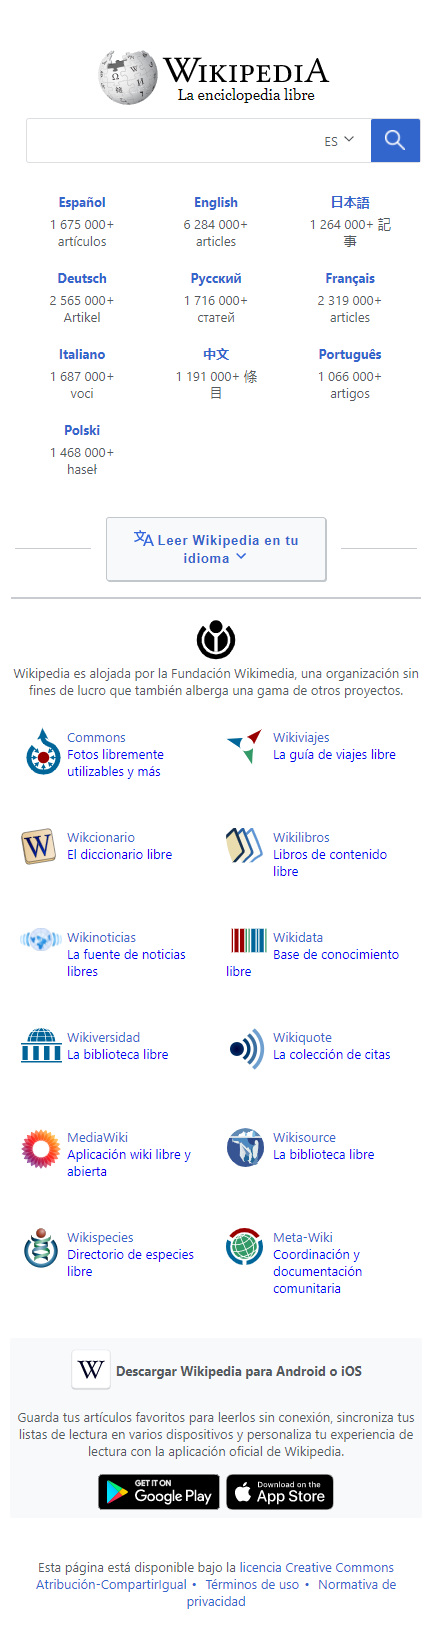 WIKIPEDIA
La enciclopedia libre
ES
Español
1 675 000+
artículos
English
6 284 000+
articles
日本語
1 264 000+ 記
事
Deutsch
2 565 000+
Artikel
Русский
1 716 000+
статей
Français
2 319 000+
articles
Italiano
1 687 000+
voci
中文
1 191 000+ 條
目
Português
1 066 000+
artigos
Polski
1 468 000+
haseł
Leer Wikipedia en tu
idioma
Wikipedia es alojada por la Fundación Wikimedia, una organización sin
fines de lucro que también alberga una gama de otros proyectos.
Commons
Fotos libremente
utilizables y más
Wikiviajes
La guía de viajes libre
Wikcionario
El diccionario libre
Wikilibros
Libros de contenido
libre
Wikinoticias
La fuente de noticias
libres
Wikidata
Base de conocimiento
libre
Wikiversidad
La biblioteca libre
Wikiquote
La colección de citas
MediaWiki
Aplicación wiki libre y
abierta
Wikisource
La biblioteca libre
Wikispecies
Directorio de especies
libre
Meta-Wiki
Coordinación y
documentación
comunitaria
W
Descargar Wikipedia para Android o iOS
Guarda tus artículos favoritos para leerlos sin conexión, sincroniza tus
listas de lectura en varios dispositivos y personaliza tu experiencia de
lectura con la aplicación oficial de Wikipedia.
GET IT ON
Google Play
Download on the
App Store
Esta página está disponible bajo la licencia Creative Commons
Atribución-CompartirIgual • Términos de uso • Normativa de
privacidad